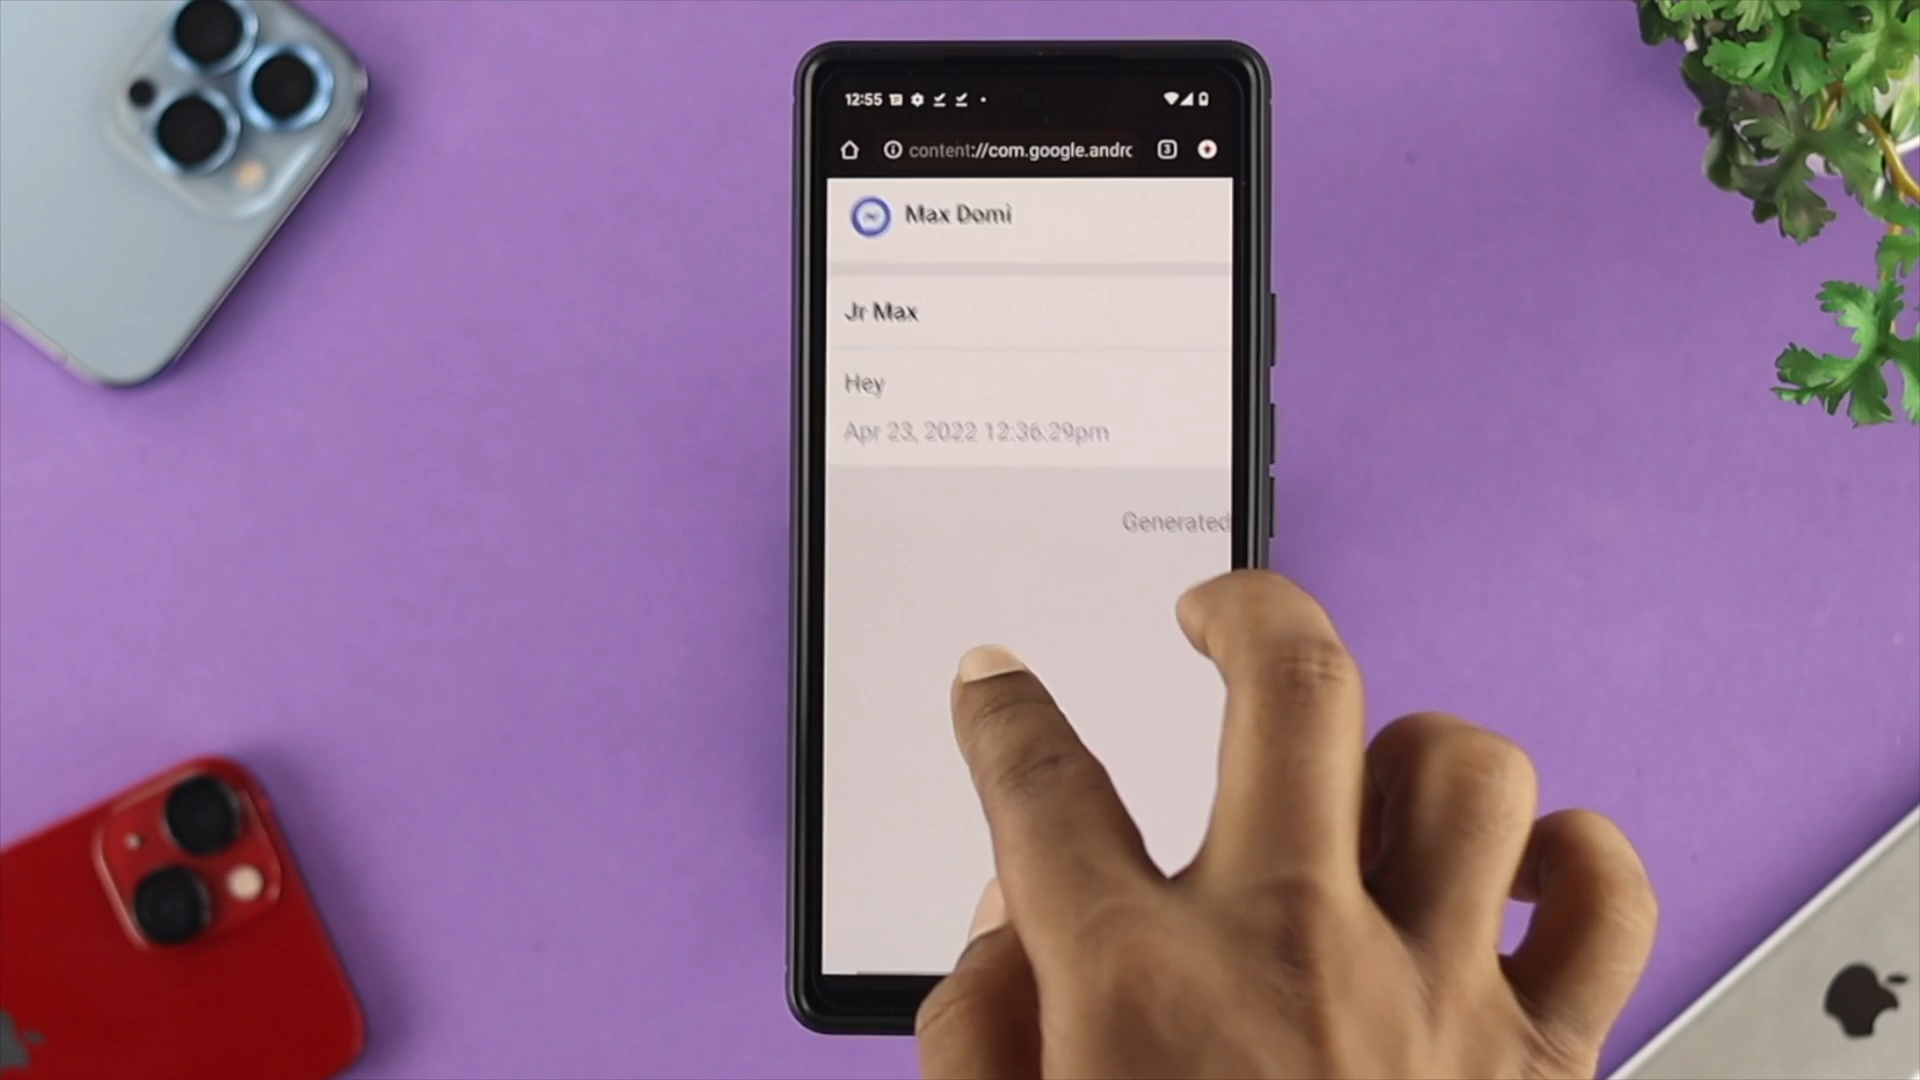 12:55
content://com.google.andrc
3
Max Domi
Jr Max
Hey
Apr 23, 2022 12:36:29pm
Generated